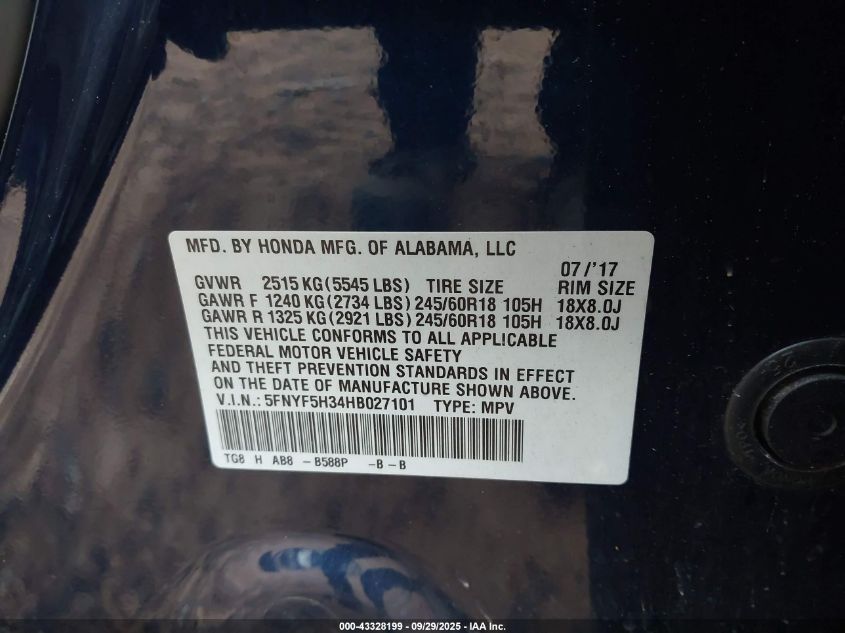 MFD. BY HONDA MFG. OF ALABAMA, LLC
07/'17
GVWR 2515 KG (5545 LBS) TIRE SIZE RIM SIZE
GAWR F 1240 KG (2734 LBS) 245/60R18 105H 18X8.0J
GAWR R 1325 KG (2921 LBS) 245/60R18 105H 18X8.0J
THIS VEHICLE CONFORMS TO ALL APPLICABLE
FEDERAL MOTOR VEHICLE SAFETY
AND THEFT PREVENTION STANDARDS IN EFFECT
ON THE DATE OF MANUFACTURE SHOWN ABOVE.
V.I.N.: 5FNYF5H34HB027101 TYPE: MPV
TG8 H AB8 - B588P - B - B
000-43328199 - 09/29/2025 - IAA Inc.